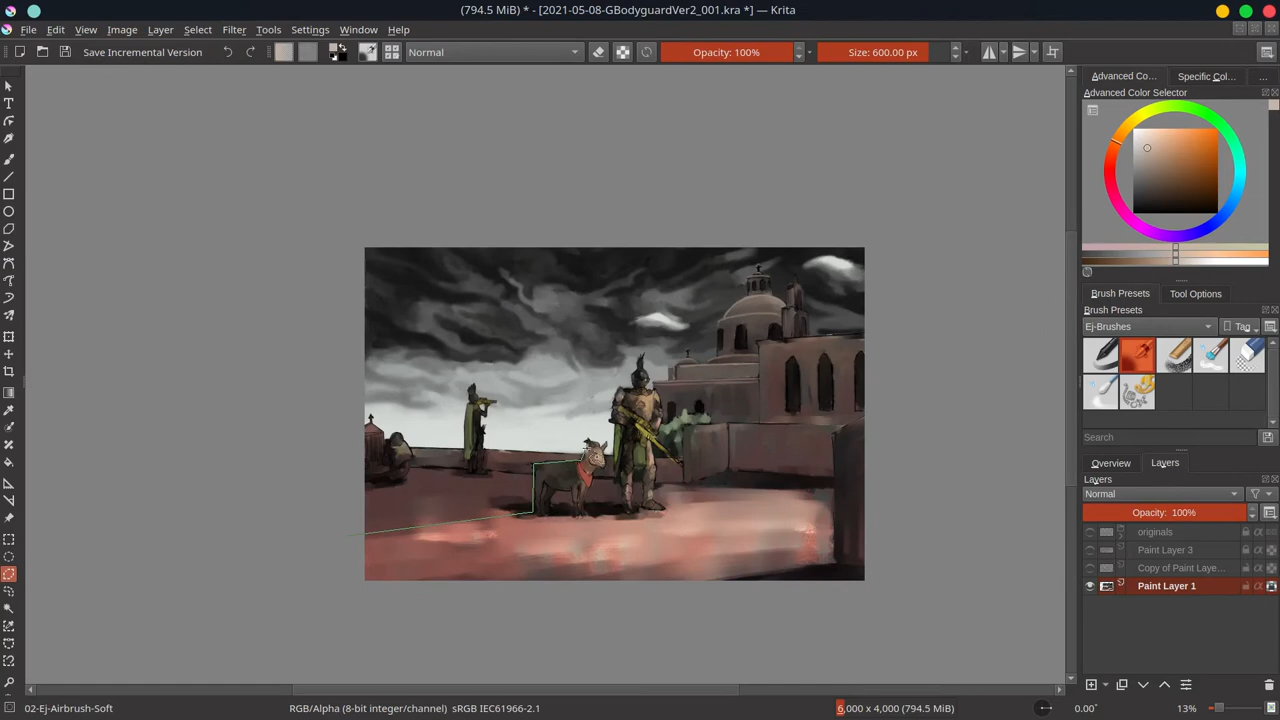 (794.5 MiB) * - [2021-05-08-GBodyguardVer2_001.kra *] — Krita
File Edit View Image Layer Select Filter Tools Settings Window Help
Save Incremental Version Normal Opacity: 100% Size: 600.00 px
Advanced Co... Specific Col... ...
Advanced Color Selector
Brush Presets Tool Options
Brush Presets
Ej-Brushes Tag
Search
Overview Layers
Layers
Normal
Opacity: 100%
originals
Paint Layer 3
Copy of Paint Laye...
Paint Layer 1
02-Ej-Airbrush-Soft RGB/Alpha (8-bit integer/channel) sRGB IEC61966-2.1 6,000 x 4,000 (794.5 MiB) 0.00° 13%